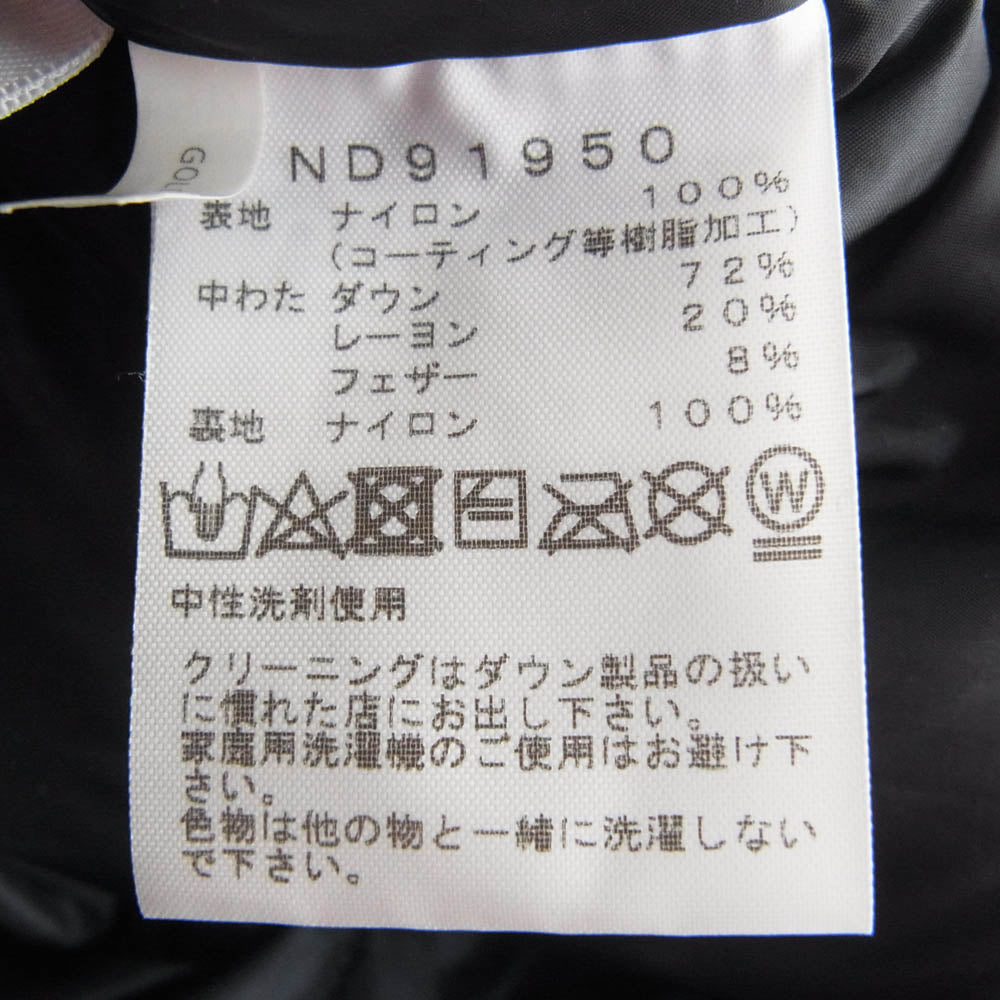 GOL
ND91950
表地 ナイロン 100%
(コーティング等樹脂加工)
中わた ダウン 72%
レーヨン 20%
フェザー 8%
裏地 ナイロン 100%
W
中性洗剤使用
クリーニングはダウン製品の扱い
に慣れた店にお出し下さい。
家庭用洗濯機のご使用はお避け下
さい。
色物は他の物と一緒に洗濯しない
で下さい。